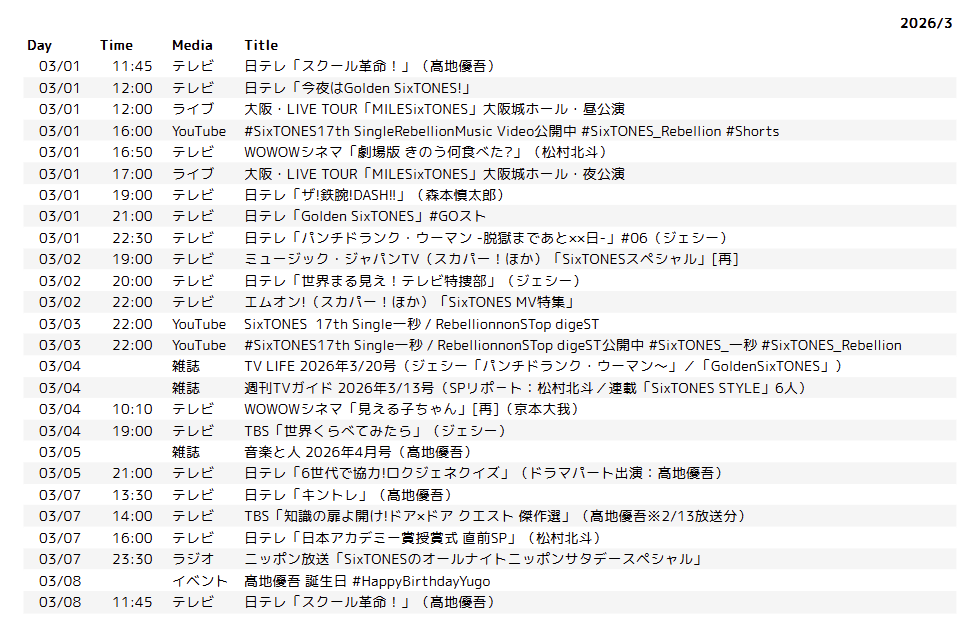 2026/3
Day Time Media Title
03/01 11:45 テレビ 日テレ「スクール革命！」（高地優吾）
03/01 12:00 テレビ 日テレ「今夜はGolden SixTONES!」
03/01 12:00 ライブ 大阪・LIVE TOUR「MILESixTONES」大阪城ホール・昼公演
03/01 16:00 YouTube #SixTONES17th SingleRebellionMusic Video公開中 #SixTONES_Rebellion #Shorts
03/01 16:50 テレビ WOWOWシネマ「劇場版 きのう何食べた?」（松村北斗）
03/01 17:00 ライブ 大阪・LIVE TOUR「MILESixTONES」大阪城ホール・夜公演
03/01 19:00 テレビ 日テレ「ザ!鉄腕!DASH!!」（森本慎太郎）
03/01 21:00 テレビ 日テレ「Golden SixTONES」#GOスト
03/01 22:30 テレビ 日テレ「パンチドランク・ウーマン -脱獄まであと××日-」#06（ジェシー）
03/02 19:00 テレビ ミュージック・ジャパンTV（スカパー！ほか）「SixTONESスペシャル」[再]
03/02 20:00 テレビ 日テレ「世界まる見え！テレビ特捜部」（ジェシー）
03/02 22:00 テレビ エムオン!（スカパー！ほか）「SixTONES MV特集」
03/03 22:00 YouTube SixTONES 17th Single一秒 / RebellionnonSTop digeST
03/03 22:00 YouTube #SixTONES17th Single一秒 / RebellionnonSTop digeST公開中 #SixTONES_一秒 #SixTONES_Rebellion
03/04 雑誌 TV LIFE 2026年3/20号（ジェシー「パンチドランク・ウーマン～」／「GoldenSixTONES」）
03/04 雑誌 週刊TVガイド 2026年3/13号（SPリポート：松村北斗／連載「SixTONES STYLE」6人）
03/04 10:10 テレビ WOWOWシネマ「見える子ちゃん」[再]（京本大我）
03/04 19:00 テレビ TBS「世界くらべてみたら」（ジェシー）
03/05 雑誌 音楽と人 2026年4月号（高地優吾）
03/05 21:00 テレビ 日テレ「6世代で協力!ロクジェネクイズ」（ドラマパート出演：高地優吾）
03/07 13:30 テレビ 日テレ「キントレ」（高地優吾）
03/07 14:00 テレビ TBS「知識の扉よ開け!ドア×ドア クエスト 傑作選」（高地優吾※2/13放送分）
03/07 16:00 テレビ 日テレ「日本アカデミー賞授賞式 直前SP」（松村北斗）
03/07 23:30 ラジオ ニッポン放送「SixTONESのオールナイトニッポンサタデースペシャル」
03/08 イベント 高地優吾 誕生日 #HappyBirthdayYugo
03/08 11:45 テレビ 日テレ「スクール革命！」（高地優吾）